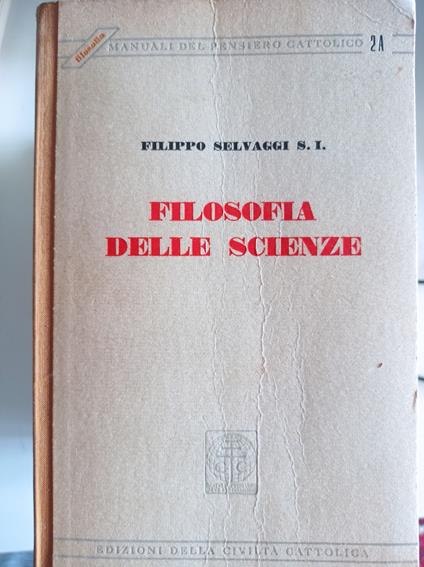 filosofia
MANUALI DEL PENSIERO CATTOLICO 2A
FILIPPO SELVAGGI S. I.
FILOSOFIA
DELLE SCIENZE
EDIZIONI DELLA CIVILTÀ CATTOLICA